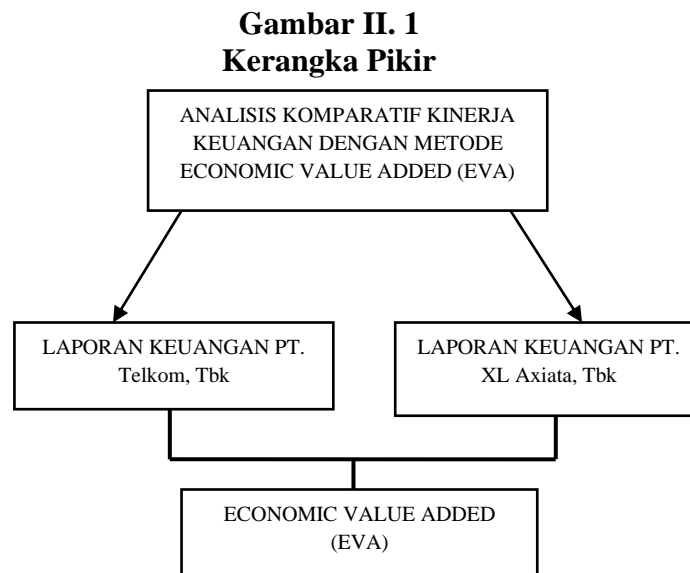 Gambar II. 1
Kerangka Pikir
ANALISIS KOMPARATIF KINERJA
KEUANGAN DENGAN METODE
ECONOMIC VALUE ADDED (EVA)
LAPORAN KEUANGAN PT.
Telkom, Tbk
LAPORAN KEUANGAN PT.
XL Axiata, Tbk
ECONOMIC VALUE ADDED
(EVA)